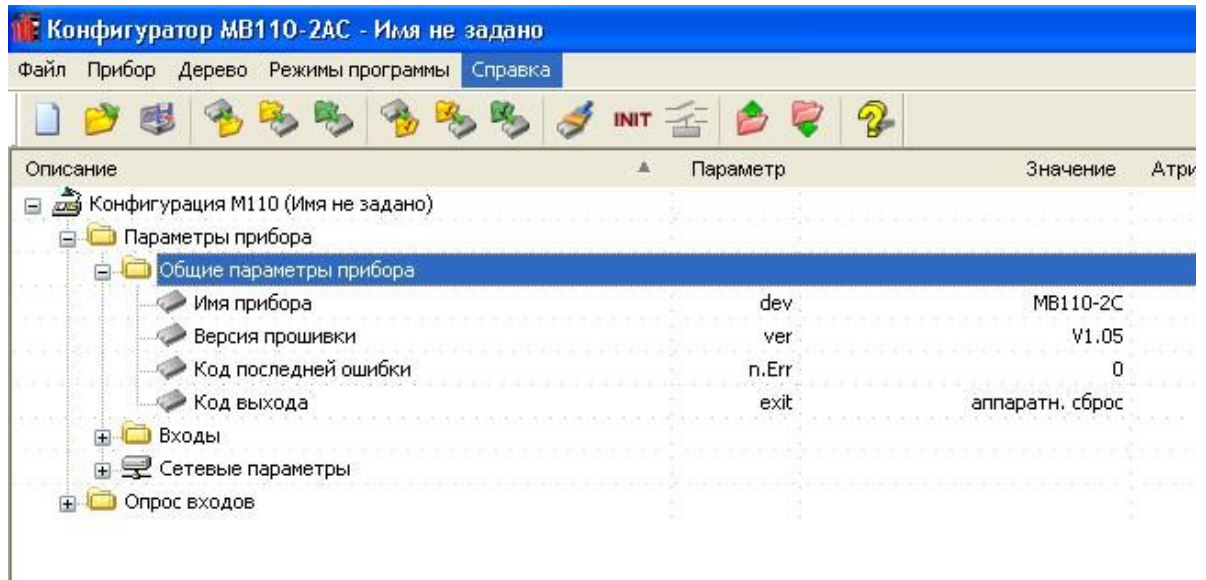 Конфигуратор МВ110-2АС - Имя не задано
Файл Прибор Дерево Режимы программы Справка
INIT
Описание Параметр Значение Атри
Конфигурация М110 (Имя не задано)
Параметры прибора
Общие параметры прибора
Имя прибора dev МВ110-2С
Версия прошивки ver V1.05
Код последней ошибки n.Err 0
Код выхода exit аппаратн. сброс
Входы
Сетевые параметры
Опрос входов